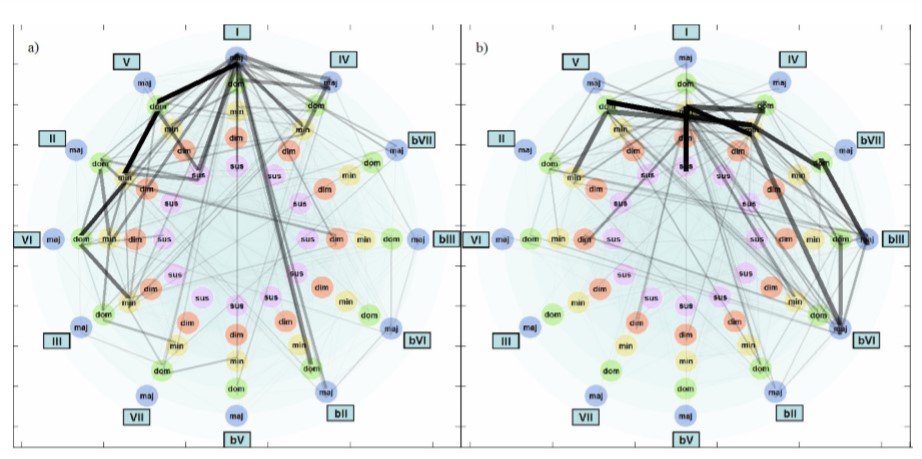 a)
I
maj
V IV
maj maj
dom
dom dom
min
min min
II dim bVII
maj dim dim maj
dom sus dom
min sus sus min
dim dim
sus sus
VI maj dom min dim sus sus dim min dom maj bIII
sus sus
dim dim
min sus sus sus min
dom dom
III maj dim dim maj bVI
dim
min min
min
dom dom
dom
maj maj
VII maj bII
bV
b)
I
maj
V IV
maj maj
dom
dom dom
min min
II dim bVII
maj dim dim maj
dom sus dom
min sus sus min
dim dim
sus sus
VI maj dom min dim sus sus dim min dom maj bIII
sus sus
dim dim
min sus sus sus min
dom dom
III maj dim dim maj bVI
dim
min min
min
dom dom
dom
maj maj
VII maj bII
bV